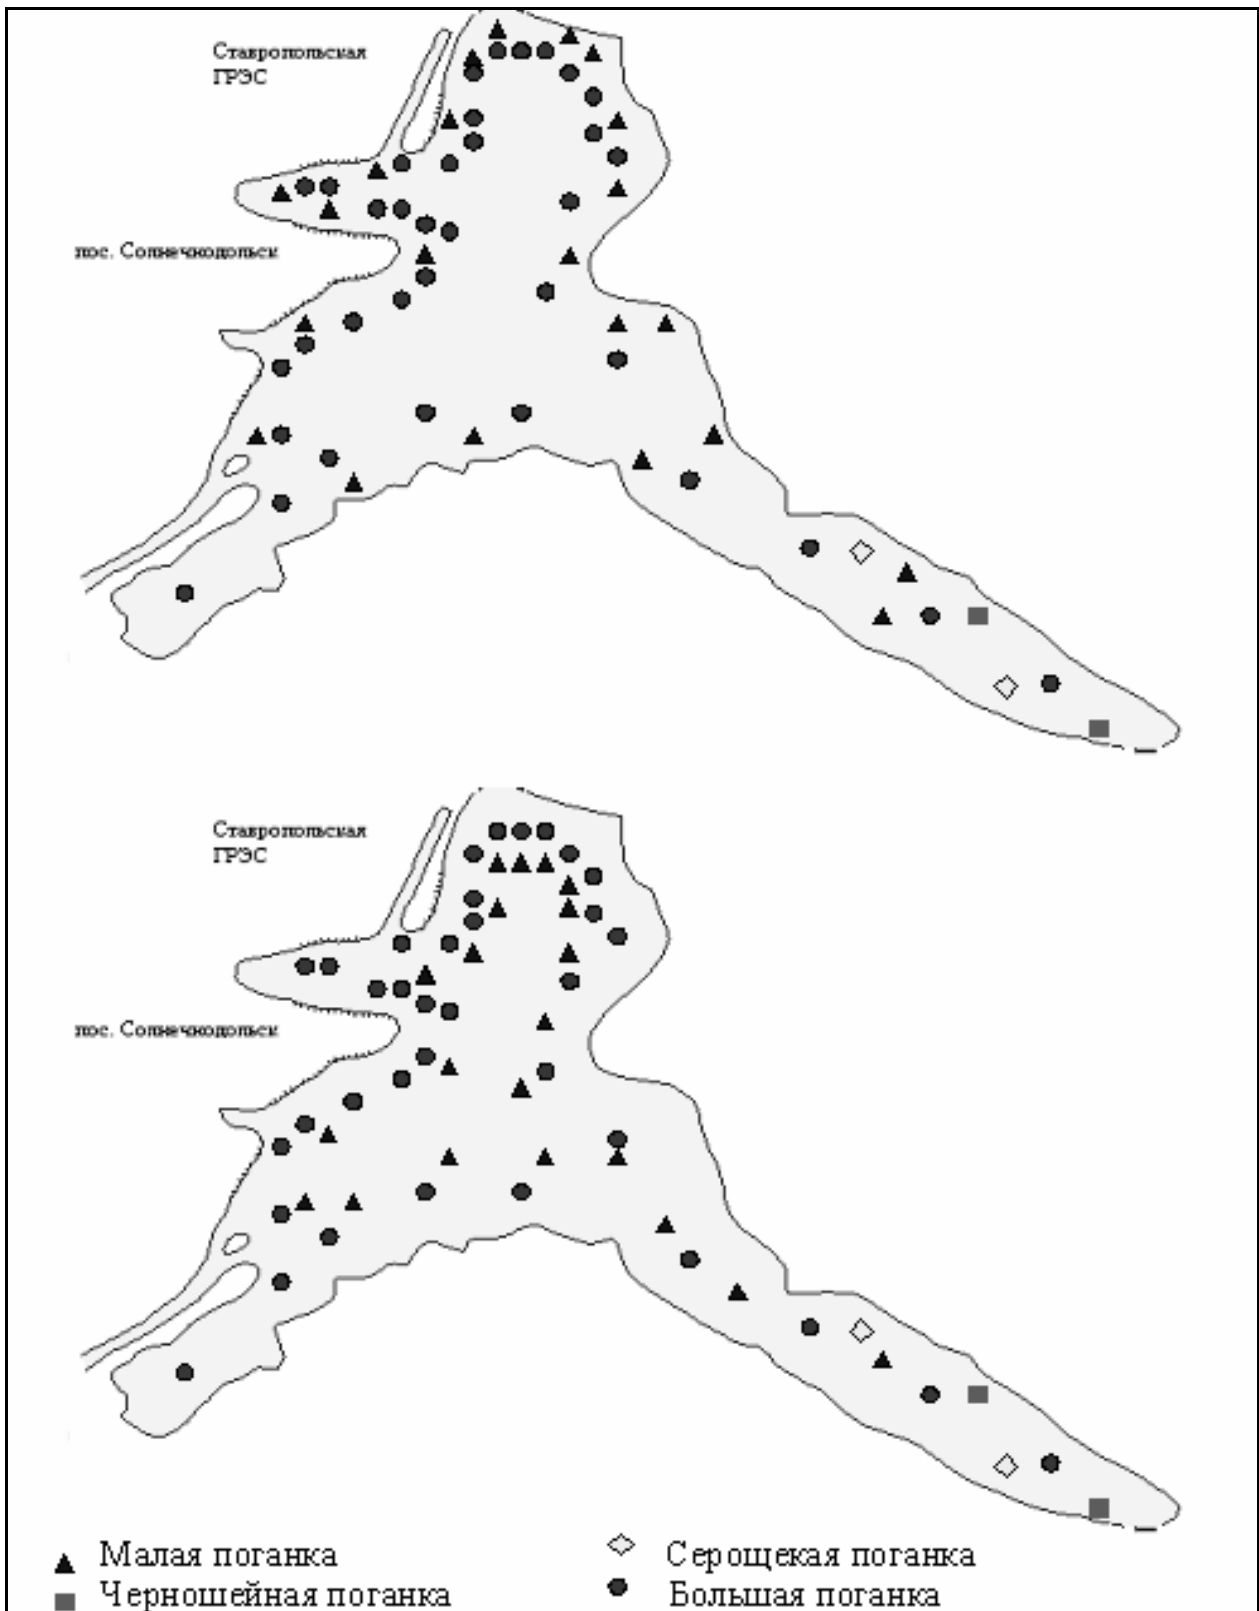 Ставропольская
ГРЭС
пос. Солнечнодольск
Ставропольская
ГРЭС
пос. Солнечнодольск
Малая поганка
Серощекая поганка
Черношейная поганка
Большая поганка